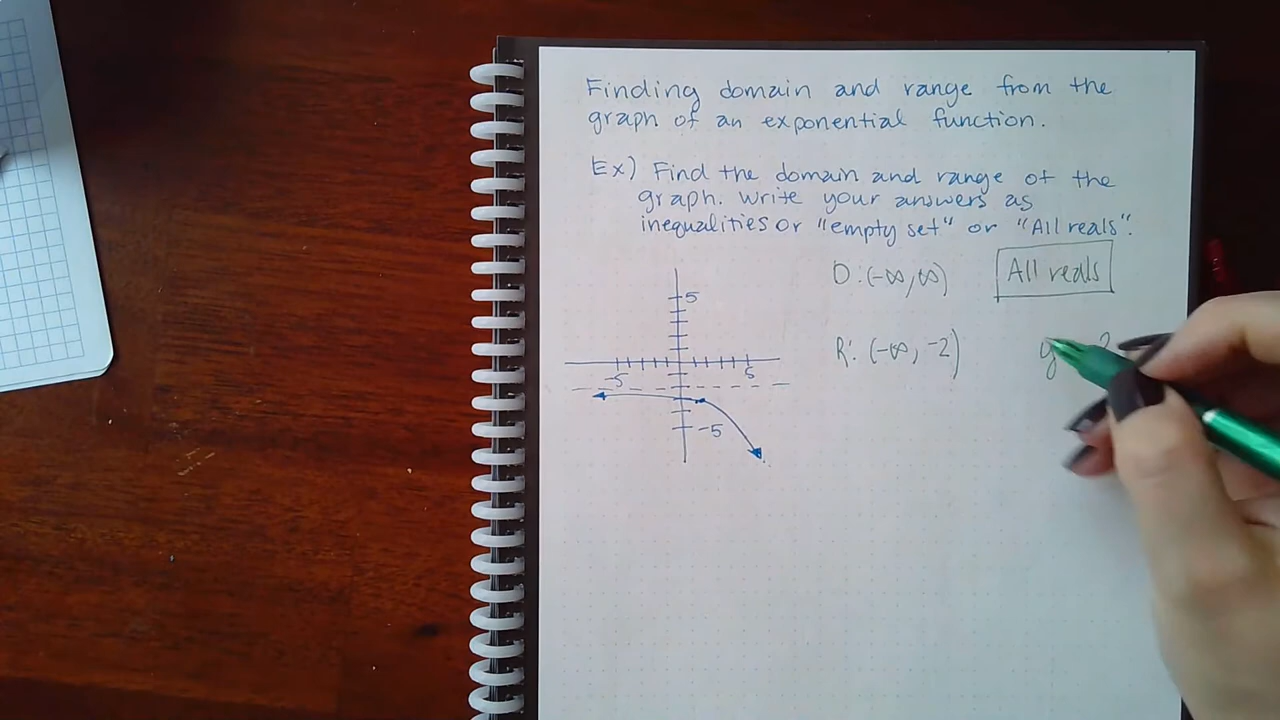 Finding domain and range from the
graph of an exponential function.
Ex) Find the domain and range of the
graph. Write your answers as
inequalities or "empty set" or "All reals".
D: (-∞, ∞) All reals
5
R: (-∞, -2) y
-5 5
-5